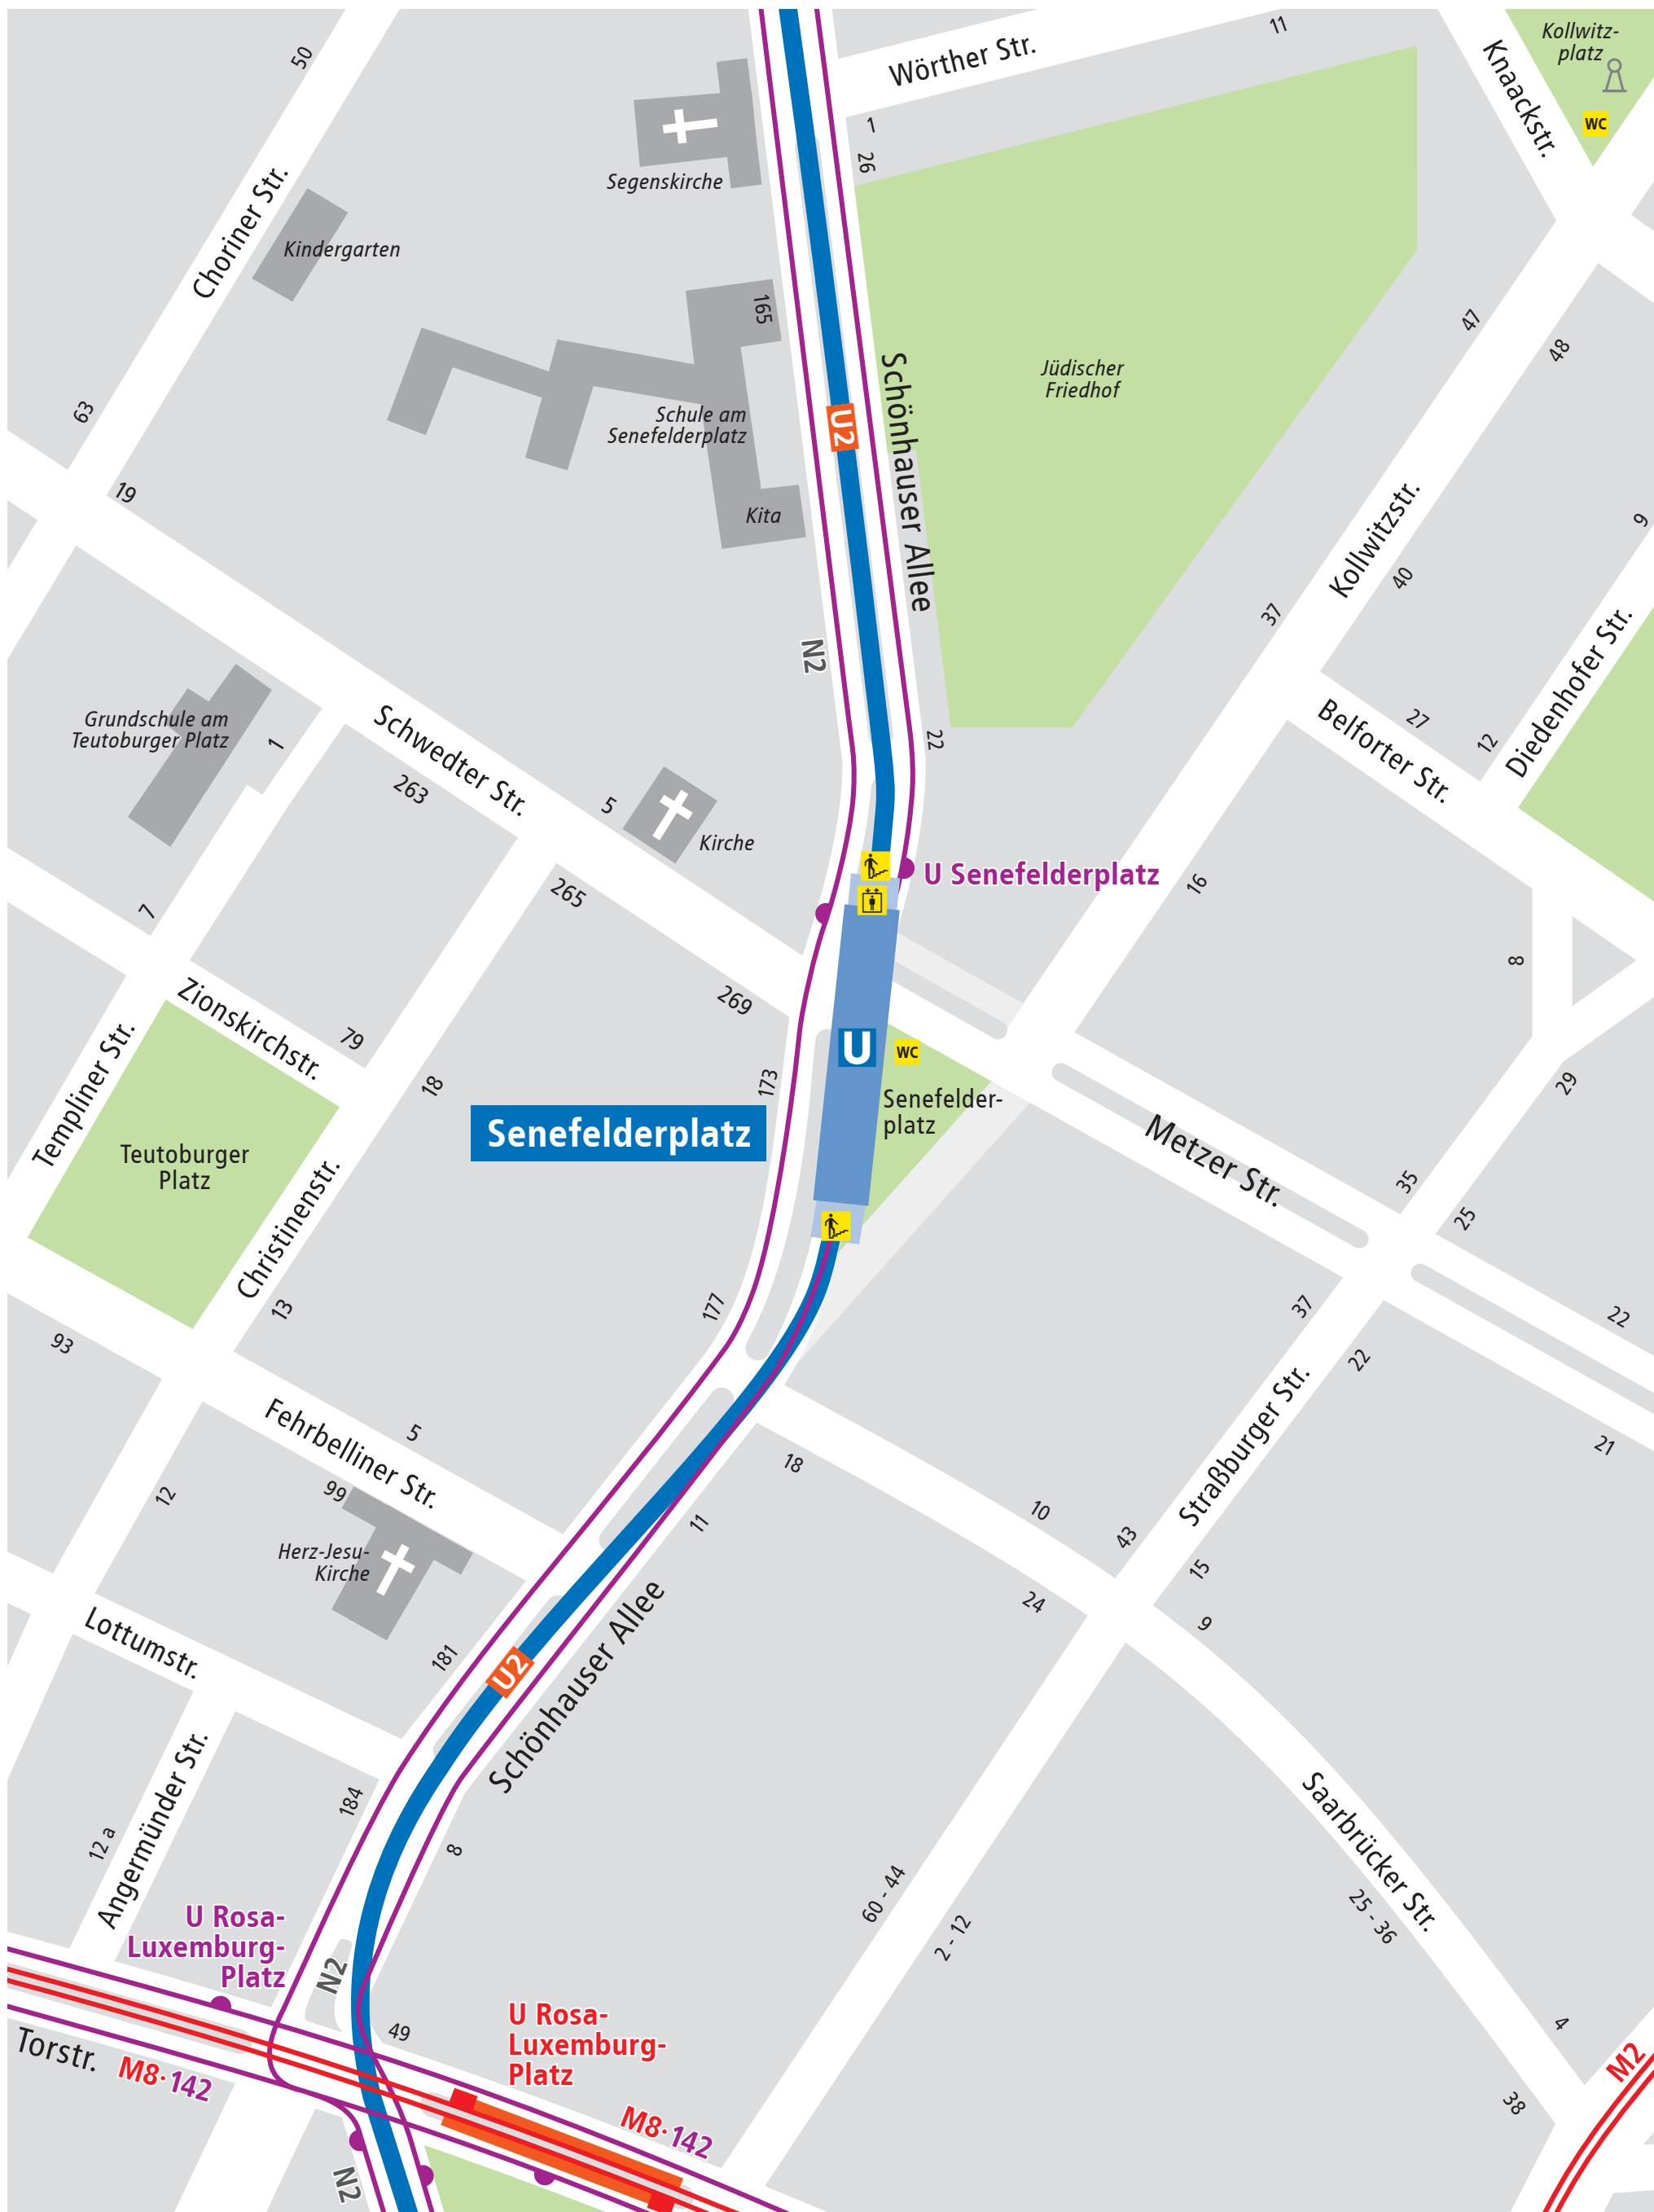 50
Wörther Str.
11
Knaackstr.
Kollwitz-
platz
WC
1
26
Segenskirche
Choriner Str.
Kindergarten
165
47
48
Schönhauser Allee
Jüdischer
Friedhof
63
U2
Schule am
Senefelderplatz
19
Kita
Kollwitzstr.
9
40
37
N2
Diedenhofer Str.
Grundschule am
Teutoburger Platz
1
Schwedter Str.
263
5
Kirche
22
Belforter Str.
27
12
U Senefelderplatz
265
16
7
8
Zionskirchstr.
269
79
Templiner Str.
18
173
U
WC
Senefelder-
platz
29
Senefelderplatz
Metzer Str.
Teutoburger
Platz
Christinenstr.
35
25
13
177
37
22
93
22
Fehrbelliner Str.
5
18
21
Straßburger Str.
99
12
11
10
43
15
Herz-Jesu-
Kirche
24
9
Lottumstr.
181
U2
Schönhauser Allee
184
Angermünder Str.
12 a
8
Saarbrücker Str.
60 - 44
2 - 12
25 - 36
U Rosa-
Luxemburg-
Platz
N2
49
U Rosa-
Luxemburg-
Platz
4
Torstr.
M8·142
M2
38
M8·142
N2